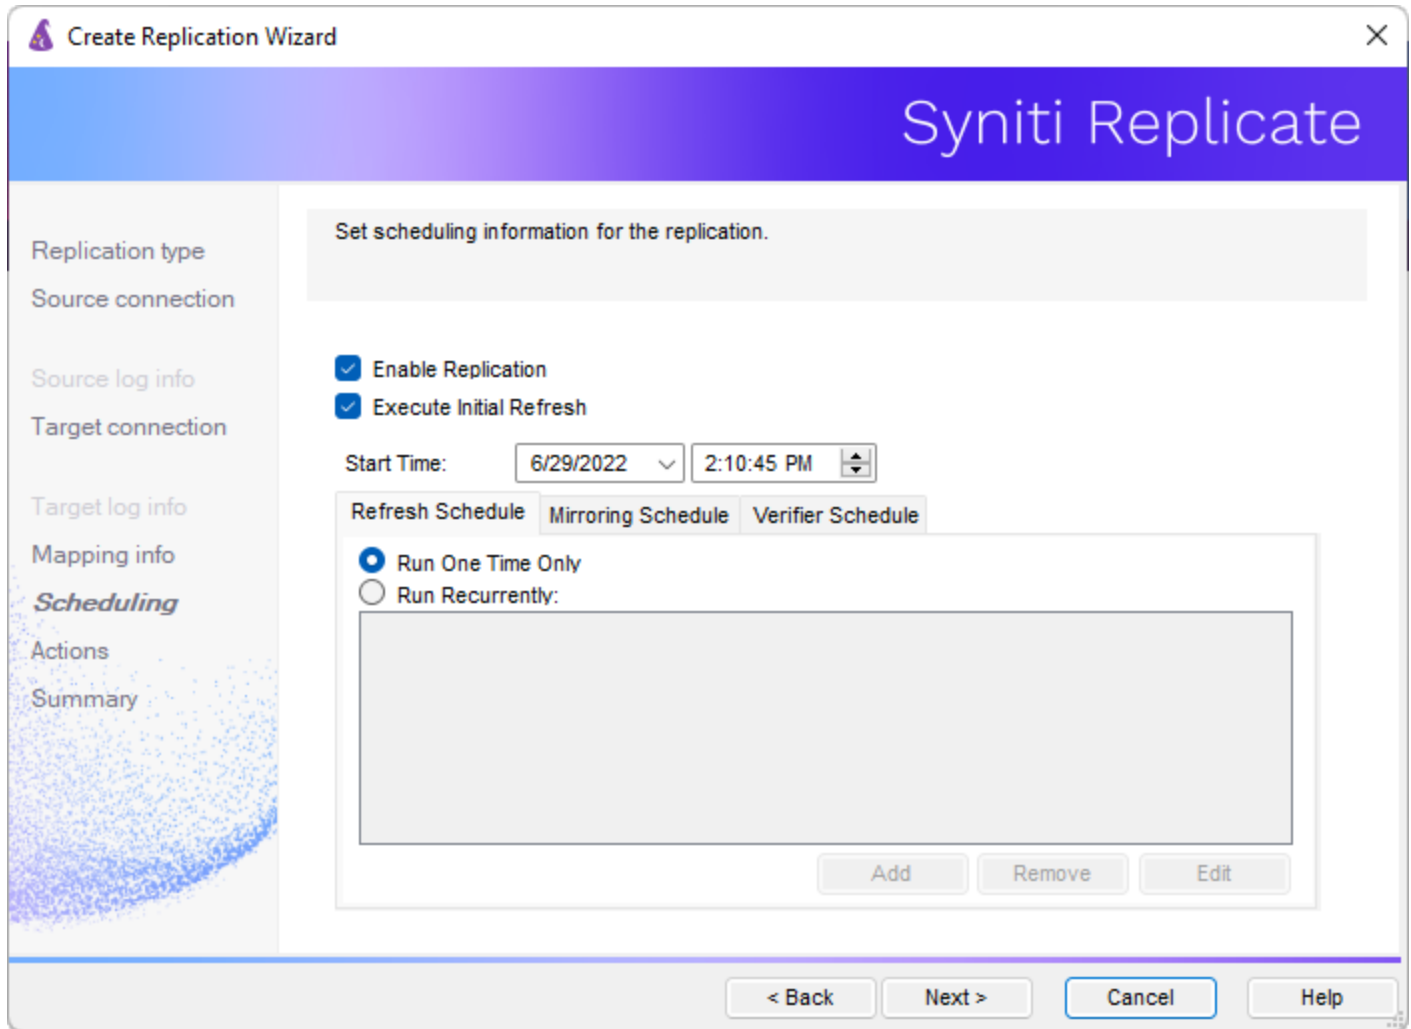 Create Replication Wizard
Syniti Replicate
Replication type
Source connection
Source log info
Target connection
Target log info
Mapping info
Scheduling
Actions
Summary
Set scheduling information for the replication.
Enable Replication
Execute Initial Refresh
Start Time: 6/29/2022 2:10:45 PM
Refresh Schedule Mirroring Schedule Verifier Schedule
Run One Time Only
Run Recurrently:
Add Remove Edit
< Back Next > Cancel Help